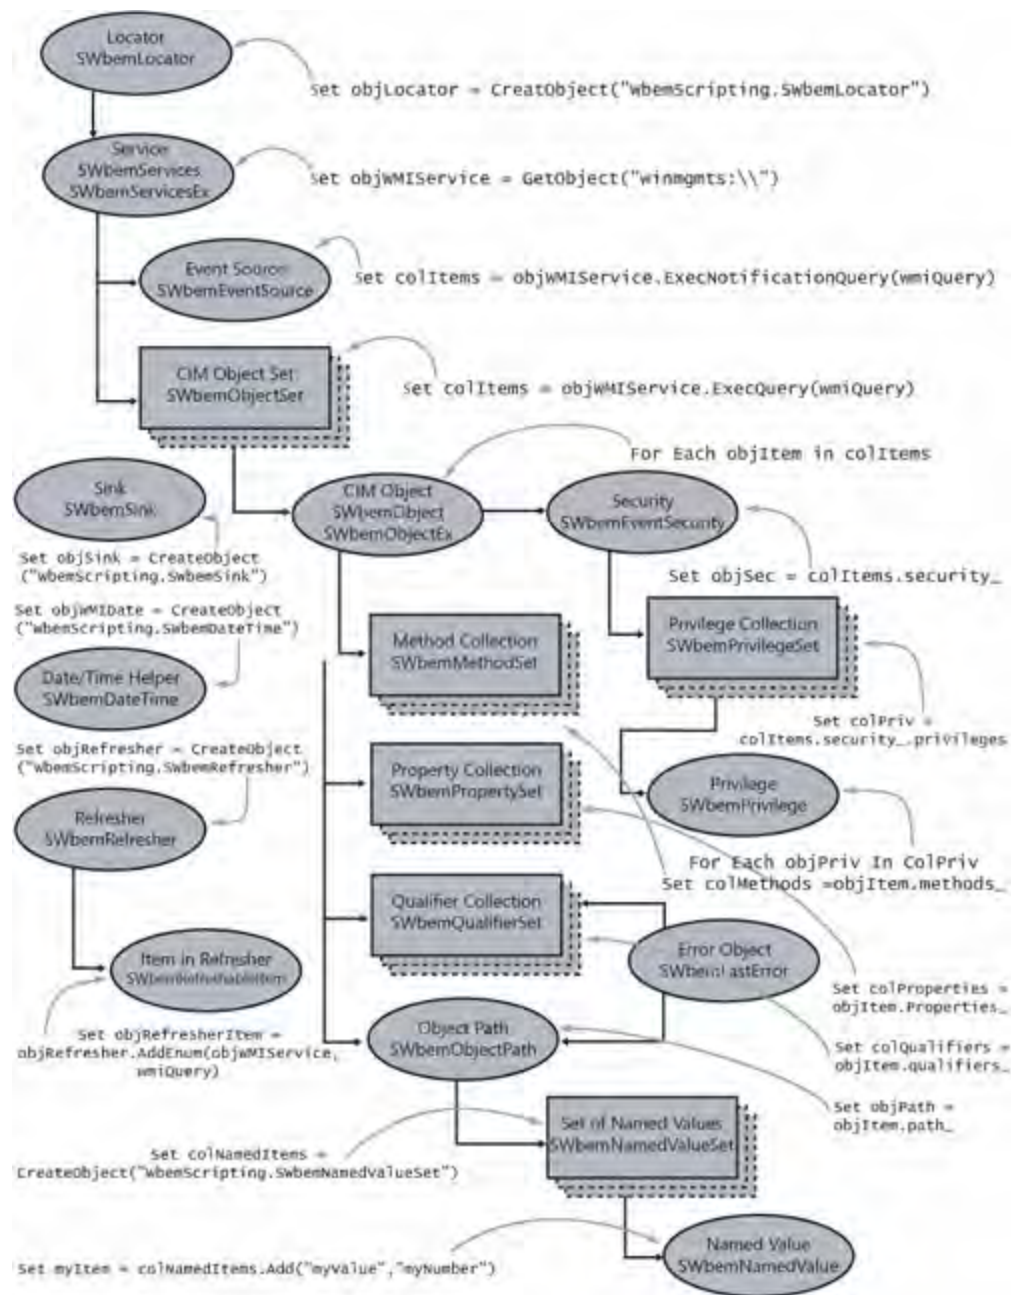 Locator
SWbemLocator
Set objLocator = CreatObject("WbemScripting.SWbemLocator")
Service
SWbemServices
SWbemServicesEx
Set objWMIService = GetObject("winmgmts:\\")
Event Source
SWbemEventSource
Set colItems = objWMIService.ExecNotificationQuery(wmiQuery)
CIM Object Set
SWbemObjectSet
Set colItems = objWMIService.ExecQuery(wmiQuery)
For Each objItem in colItems
Sink
SWbemSink
CIM Object
SWbemObject
SWbemObjectEx
Security
SWbemEventSecurity
Set objSink = CreateObject
("WbemScripting.SWbemSink")
Set objSec = colItems.security_
Set objWMIDate = CreateObject
("WbemScripting.SWbemDateTime")
Method Collection
SWbemMethodSet
Privilege Collection
SWbemPrivilegeSet
Date/Time Helper
SWbemDateTime
Set colPriv =
colItems.security_.privileges
Set objRefresher = CreateObject
("WbemScripting.SWbemRefresher")
Property Collection
SWbemPropertySet
Privilege
SWbemPrivilege
Refresher
SWbemRefresher
For Each objPriv In ColPriv
Set colMethods =objItem.methods_
Qualifier Collection
SWbemQualifierSet
Error Object
SWbemLastError
Item in Refresher
SWbemRefreshableItem
Set colProperties =
objItem.Properties_
Set objRefresherItem =
objRefresher.AddEnum(objWMIService,
wmiQuery)
Object Path
SWbemObjectPath
Set colQualifiers =
objItem.qualifiers_
Set objPath =
objItem.path_
Set of Named Values
SWbemNamedValueSet
Set colNamedItems =
CreateObject("WbemScripting.SWbemNamedValueSet")
Named Value
SWbemNamedValue
Set myItem = colNamedItems.Add("myValue","myNumber")